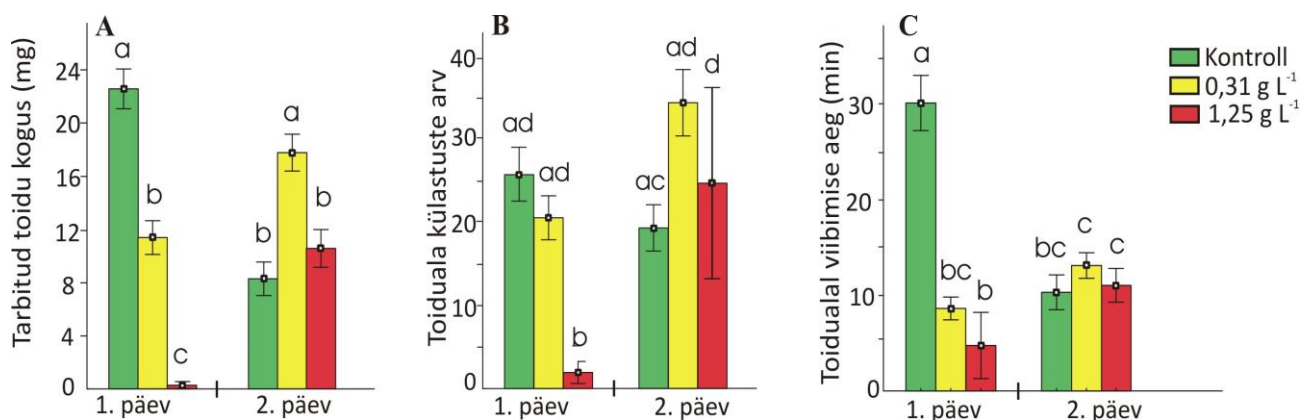 A
Tarbitud toidu kogus (mg)
24
20
16
12
8
4
0
a
b
c
b
a
b
1. päev 2. päev
B
Toiduala külastuste arv
40
30
20
10
0
ad
ad
b
ac
ad
d
1. päev 2. päev
C
Toidualal viibimise aeg (min)
30
20
10
0
a
bc
b
bc
c
c
1. päev 2. päev
Kontroll
0,31 g L⁻¹
1,25 g L⁻¹